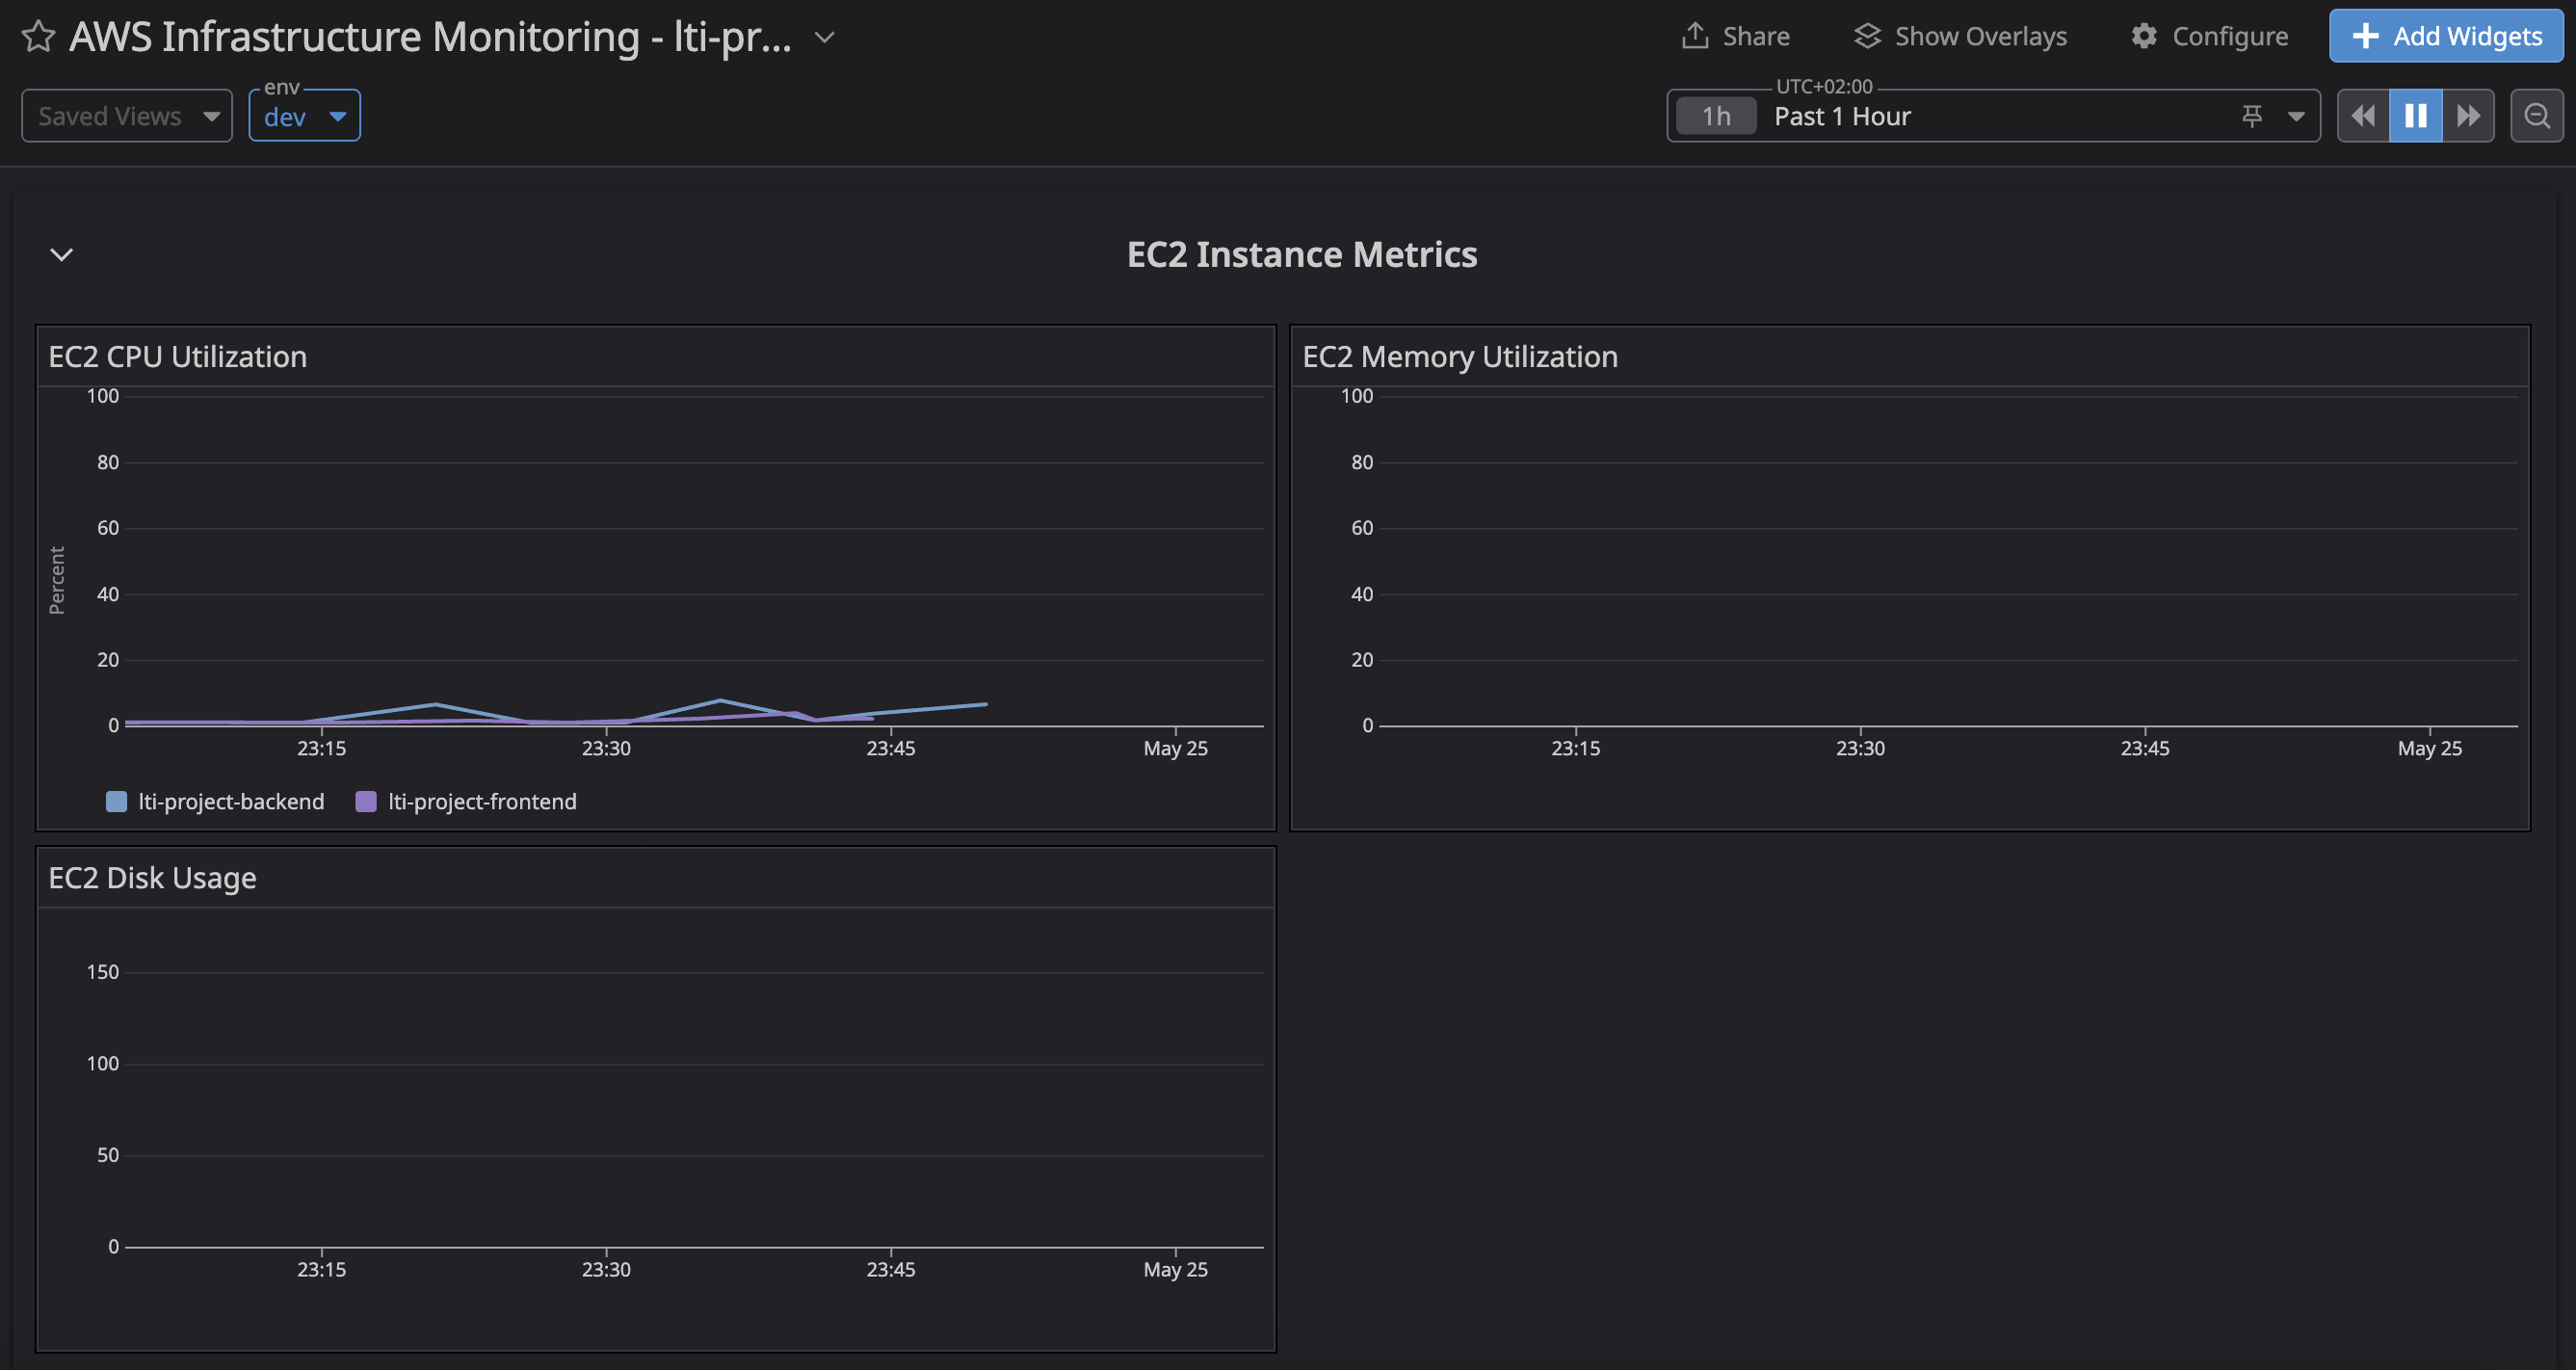 AWS Infrastructure Monitoring - lti-pr...
Share
Show Overlays
Configure
Add Widgets
Saved Views
env
dev
UTC+02:00
1h
Past 1 Hour
EC2 Instance Metrics
EC2 CPU Utilization
100
80
60
40
20
0
Percent
23:15
23:30
23:45
May 25
lti-project-backend
lti-project-frontend
EC2 Memory Utilization
100
80
60
40
20
0
23:15
23:30
23:45
May 25
EC2 Disk Usage
150
100
50
0
23:15
23:30
23:45
May 25